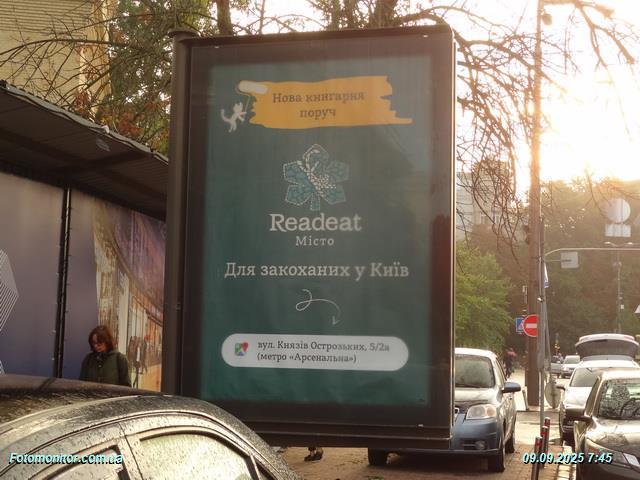 Нова книгарня
поруч
Readeat
Місто
Для закоханих у Київ
вул. Князів Острозьких, 5/2а
(метро «Арсенальна»)
Fotomonitor.com.ua
09.09.2025 7:45